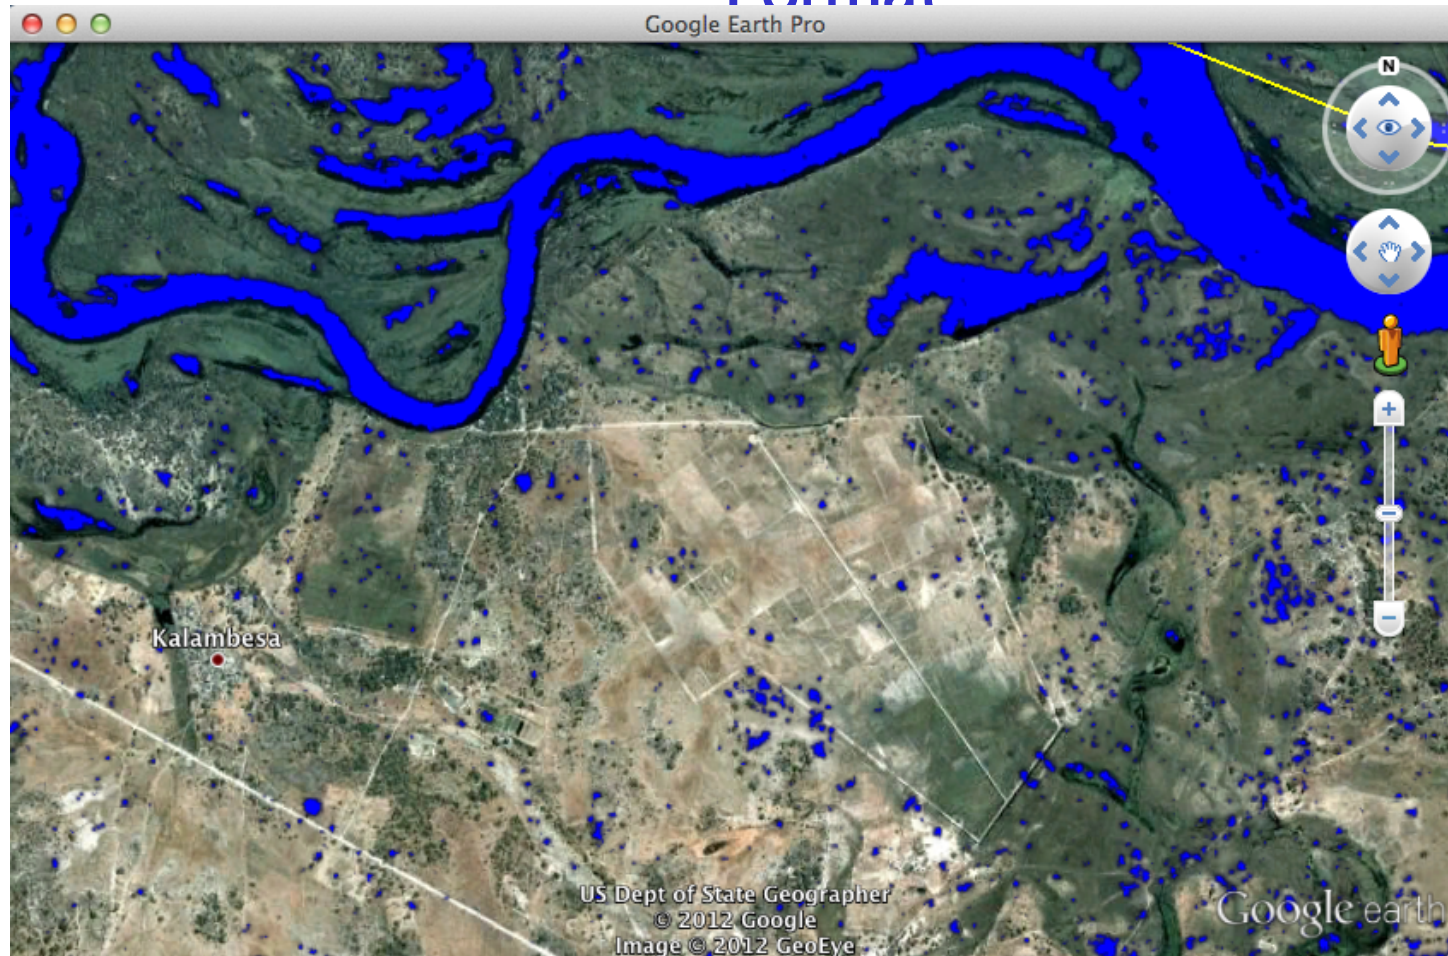 Google Earth Pro
N
Kalambesa
US Dept of State Geographer
© 2012 Google
Image © 2012 GeoEye
Google earth